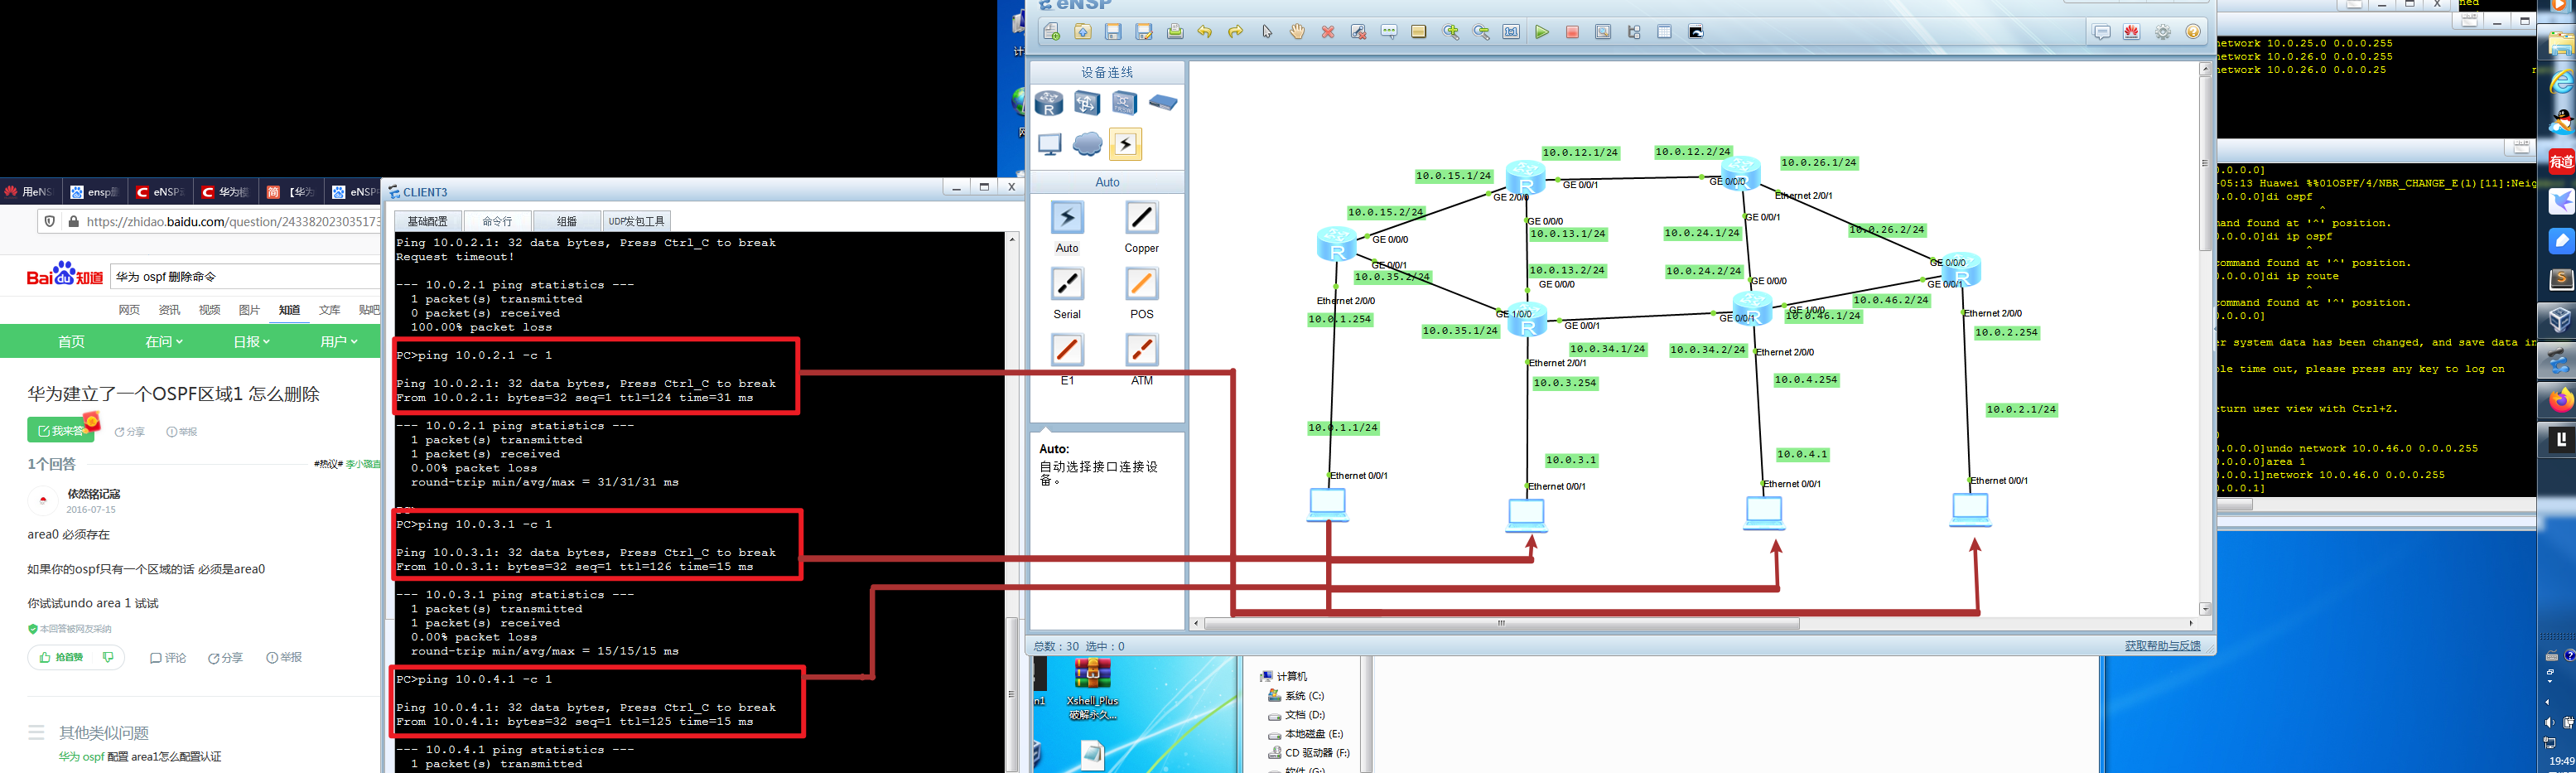 eNSP
设备连线
Auto
Auto
Copper
Serial
POS
E1
ATM
Auto:
自动选择接口连接设
备。
总数：30 选中：0
获取帮助与反馈
10.0.12.1/24
10.0.12.2/24
10.0.26.1/24
10.0.15.1/24
GE 0/0/1
GE 0/0/0
Ethernet 2/0/1
GE 2/0/0
10.0.15.2/24
GE 0/0/0
GE 0/0/1
10.0.13.1/24
10.0.24.1/24
10.0.26.2/24
GE 0/0/0
GE 0/0/1
10.0.35.2/24
10.0.13.2/24
10.0.24.2/24
GE 0/0/0
GE 0/0/0
GE 0/0/0
GE 0/0/1
Ethernet 2/0/0
10.0.46.2/24
10.0.1.254
GE 1/0/0
GE 0/0/1
GE 0/0/1
GE 1/0/0
10.0.46.1/24
Ethernet 2/0/0
10.0.35.1/24
10.0.2.254
10.0.34.1/24
10.0.34.2/24
Ethernet 2/0/0
Ethernet 2/0/1
10.0.3.254
10.0.4.254
10.0.2.1/24
10.0.1.1/24
10.0.3.1
10.0.4.1
Ethernet 0/0/1
Ethernet 0/0/1
Ethernet 0/0/1
Ethernet 0/0/1
CLIENT3
基础配置
命令行
组播
UDP发包工具
Ping 10.0.2.1: 32 data bytes, Press Ctrl_C to break
Request timeout!
--- 10.0.2.1 ping statistics ---
1 packet(s) transmitted
0 packet(s) received
100.00% packet loss
PC>ping 10.0.2.1 -c 1
Ping 10.0.2.1: 32 data bytes, Press Ctrl_C to break
From 10.0.2.1: bytes=32 seq=1 ttl=124 time=31 ms
--- 10.0.2.1 ping statistics ---
1 packet(s) transmitted
1 packet(s) received
0.00% packet loss
round-trip min/avg/max = 31/31/31 ms
PC>
PC>ping 10.0.3.1 -c 1
Ping 10.0.3.1: 32 data bytes, Press Ctrl_C to break
From 10.0.3.1: bytes=32 seq=1 ttl=126 time=15 ms
--- 10.0.3.1 ping statistics ---
1 packet(s) transmitted
1 packet(s) received
0.00% packet loss
round-trip min/avg/max = 15/15/15 ms
PC>ping 10.0.4.1 -c 1
Ping 10.0.4.1: 32 data bytes, Press Ctrl_C to break
From 10.0.4.1: bytes=32 seq=1 ttl=125 time=15 ms
--- 10.0.4.1 ping statistics ---
1 packet(s) transmitted
用eNS
ensp删
eNSP
华为模
【华为
eNSP
https://zhidao.baidu.com/question/243382023035173
Baidu知道
华为 ospf 删除命令
网页 资讯 视频 图片 知道 文库 贴吧
首页 在问 日报 用户
华为建立了一个OSPF区域1 怎么删除
我来答 分享 举报
1个回答
#热议# 李小璐直
依然铭记寇
2016-07-15
area0 必须存在
如果你的ospf只有一个区域的话 必须是area0
你试试undo area 1 试试
本回答被网友采纳
抢首赞 评论 分享 举报
其他类似问题
华为 ospf 配置 area1怎么配置认证
Xshell_Plus
破解永久...
计算机
系统 (C:)
文档 (D:)
本地磁盘 (E:)
CD 驱动器 (F:)
软件 (G:)
network 10.0.25.0 0.0.0.255
network 10.0.26.0 0.0.0.255
network 10.0.26.0 0.0.0.25
0.0.0.0]
-05:13 Huawei %%01OSPF/4/NBR_CHANGE_E(l)[11]:Neig
0.0.0.0]di ospf
^
mand found at '^' position.
0.0.0.0]di ip ospf
^
command found at '^' position.
0.0.0.0]di ip route
^
command found at '^' position.
0.0.0.0]
er system data has been changed, and save data in
ole time out, please press any key to log on
eturn user view with Ctrl+Z.
0.0.0.0]undo network 10.0.46.0 0.0.0.255
0.0.0.0]area 1
0.0.0.1]network 10.0.46.0 0.0.0.255
0.0.0.1]
有道
19:49